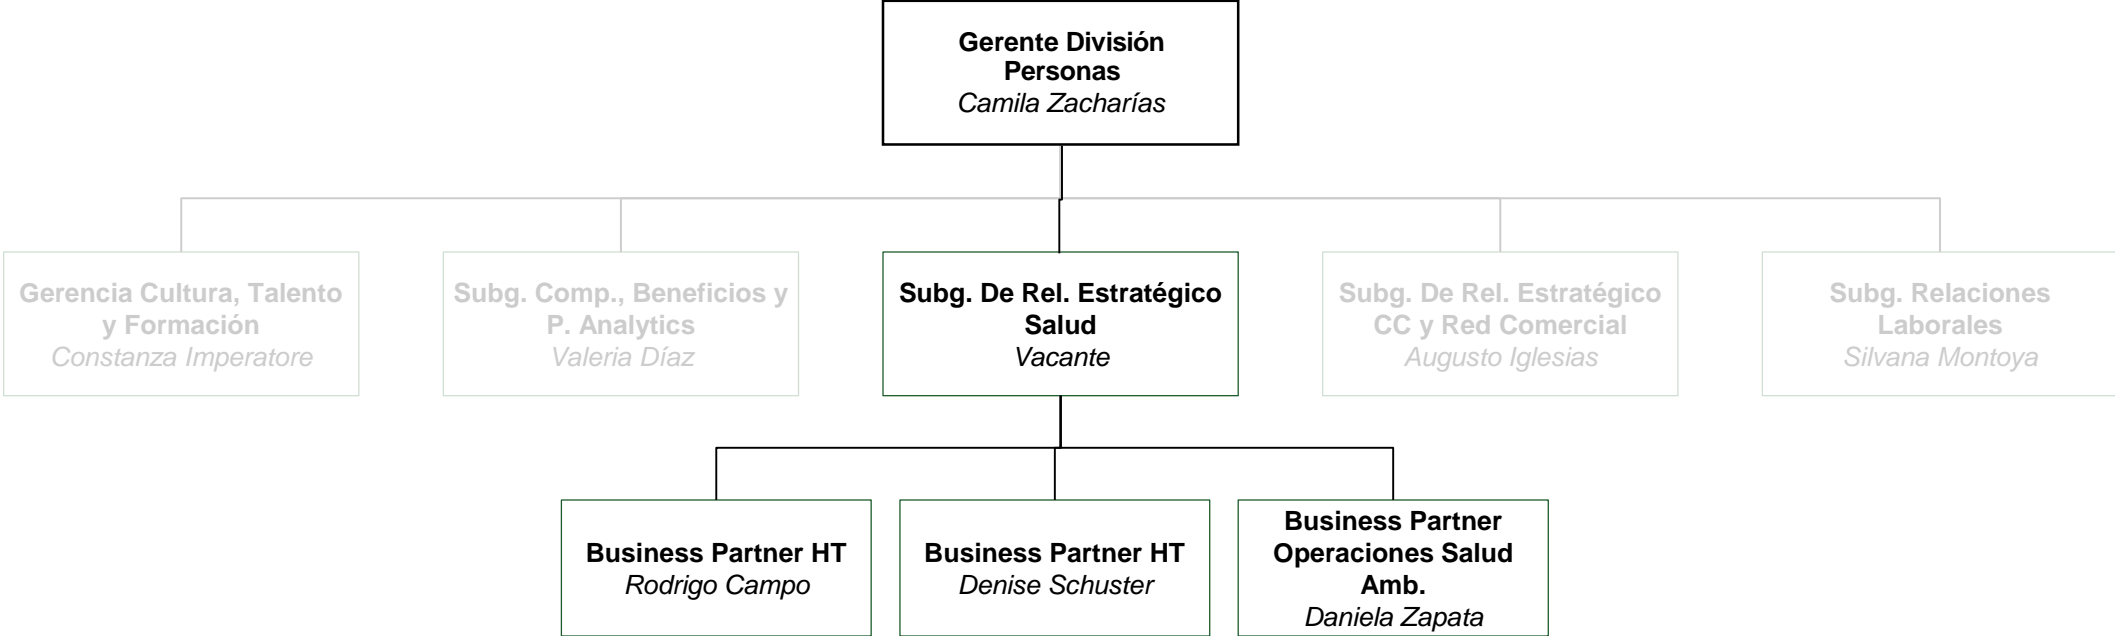 Gerente División
Personas
Camila Zacharías
Gerencia Cultura, Talento
y Formación
Constanza Imperatore
Subg. Comp., Beneficios y
P. Analytics
Valeria Díaz
Subg. De Rel. Estratégico
Salud
Vacante
Subg. De Rel. Estratégico
CC y Red Comercial
Augusto Iglesias
Subg. Relaciones
Laborales
Silvana Montoya
Business Partner HT
Rodrigo Campo
Business Partner HT
Denise Schuster
Business Partner
Operaciones Salud
Amb.
Daniela Zapata